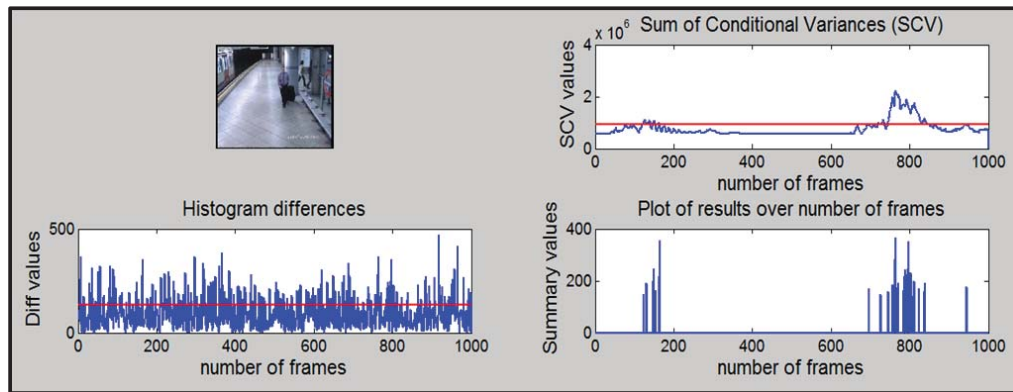 Sum of Conditional Variances (SCV)
x 10^6
4
2
0
SCV values
0 200 400 600 800 1000
number of frames
Histogram differences
500
0
Diff values
0 200 400 600 800 1000
number of frames
Plot of results over number of frames
400
200
0
Summary values
0 200 400 600 800 1000
number of frames